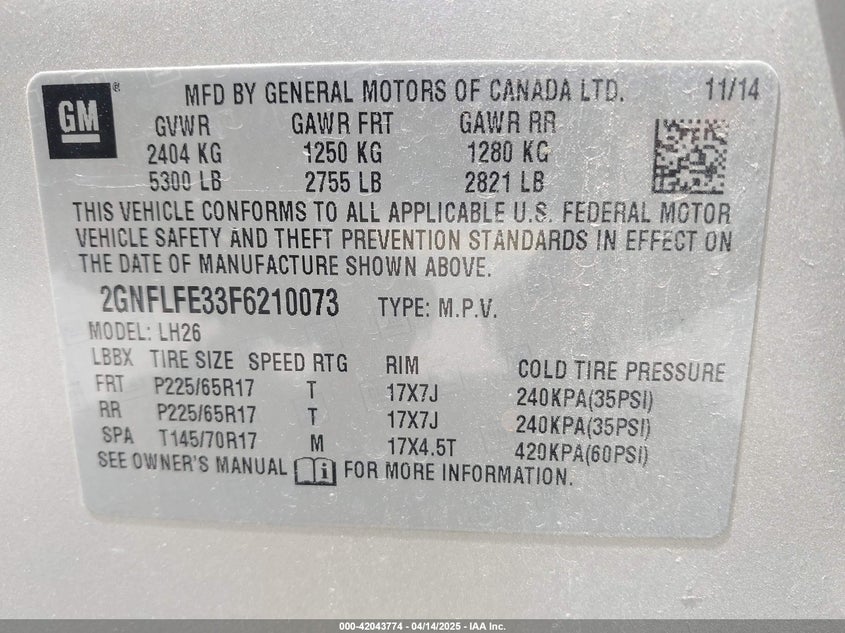 GM ® MFD BY GENERAL MOTORS OF CANADA LTD. 11/14
GVWR GAWR FRT GAWR RR
2404 KG 1250 KG 1280 KG
5300 LB 2755 LB 2821 LB
THIS VEHICLE CONFORMS TO ALL APPLICABLE U.S. FEDERAL MOTOR
VEHICLE SAFETY AND THEFT PREVENTION STANDARDS IN EFFECT ON
THE DATE OF MANUFACTURE SHOWN ABOVE.
2GNFLFE33F6210073 TYPE: M.P.V.
MODEL: LH26
LBBX TIRE SIZE SPEED RTG RIM COLD TIRE PRESSURE
FRT P225/65R17 T 17X7J 240KPA(35PSI)
RR P225/65R17 T 17X7J 240KPA(35PSI)
SPA T145/70R17 M 17X4.5T 420KPA(60PSI)
SEE OWNER'S MANUAL i FOR MORE INFORMATION.
000-42043774 - 04/14/2025 - IAA Inc.